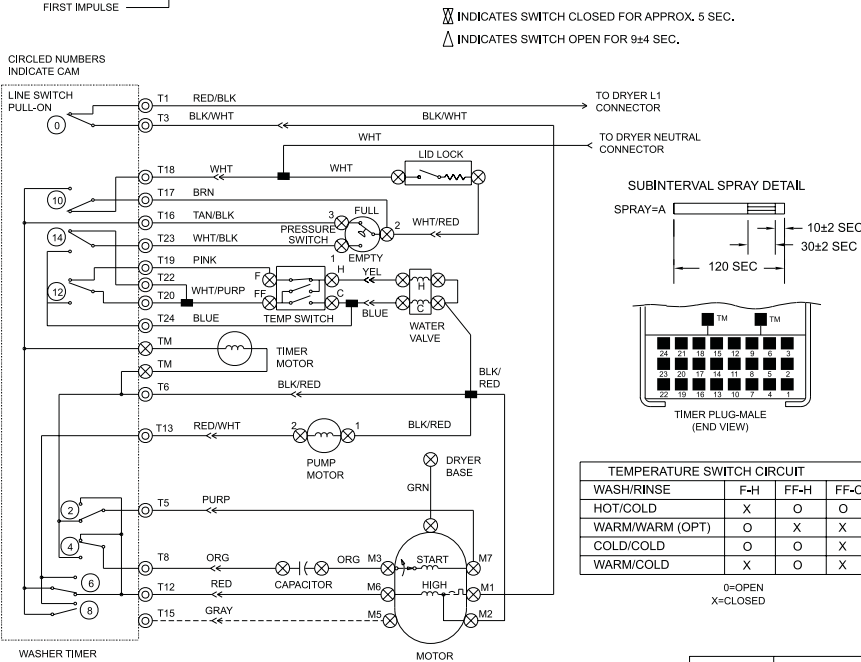 FIRST IMPULSE
INDICATES SWITCH CLOSED FOR APPROX. 5 SEC.
INDICATES SWITCH OPEN FOR 9±4 SEC.
CIRCLED NUMBERS
INDICATE CAM
LINE SWITCH
PULL-ON
0
T1 RED/BLK
TO DRYER L1
CONNECTOR
T3 BLK/WHT BLK/WHT
WHT
TO DRYER NEUTRAL
CONNECTOR
LID LOCK
T18 WHT WHT
10
T17 BRN
T16 TAN/BLK 3 FULL
PRESSURE
SWITCH
2 WHT/RED
14
T23 WHT/BLK
1 EMPTY
T19 PINK
F H YEL
T22
12
T20 WHT/PURP FF C
H
C
TEMP SWITCH
BLUE
T24 BLUE
WATER
VALVE
TM
TIMER
MOTOR
TM
T6 BLK/RED
BLK/
RED
T13 RED/WHT 2 1 BLK/RED
PUMP
MOTOR
DRYER
BASE
GRN
2
T5 PURP
4
T8 ORG ORG M3 START M7
CAPACITOR
6
T12 RED M6 HIGH M1
8
T15 GRAY M5 M2
WASHER TIMER
MOTOR
SUBINTERVAL SPRAY DETAIL
SPRAY=A
10±2 SEC
30±2 SEC
120 SEC
TM TM
24 21 18 15 12 9 6 3
23 20 17 14 11 8 5 2
22 19 16 13 10 7 4 1
TIMER PLUG-MALE
(END VIEW)
TEMPERATURE SWITCH CIRCUIT
WASH/RINSE F-H FF-H FF-C
HOT/COLD X O O
WARM/WARM (OPT) O X X
COLD/COLD O O X
WARM/COLD X O X
0=OPEN
X=CLOSED